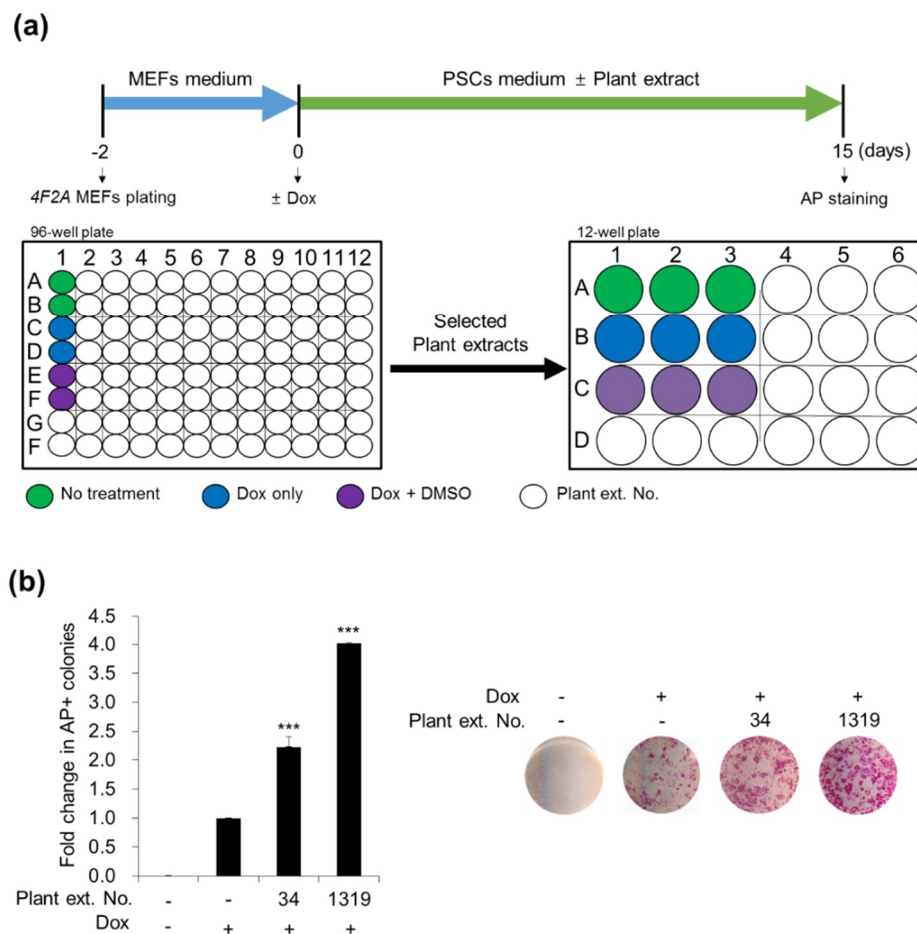 (a)
MEFs medium
PSCs medium ± Plant extract
-2
0
15 (days)
4F2A MEFs plating
± Dox
AP staining
96-well plate
1 2 3 4 5 6 7 8 9 10 11 12
A
B
C
D
E
F
G
F
Selected
Plant extracts
12-well plate
1 2 3 4 5 6
A
B
C
D
No treatment
Dox only
Dox + DMSO
Plant ext. No.
(b)
Fold change in AP+ colonies
4.5
4.0
3.5
3.0
2.5
2.0
1.5
1.0
0.5
0.0
***
***
Plant ext. No. - - 34 1319
Dox - + + +
Dox - + + +
Plant ext. No. - - 34 1319